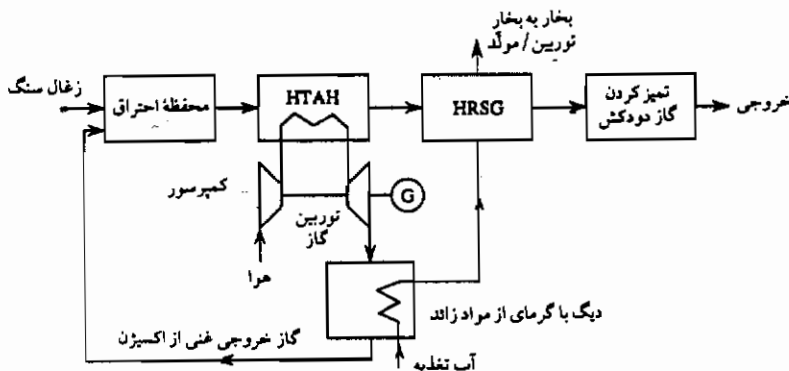 بخار به بخار
توربین / مولّد
زغال سنگ
محفظهٔ احتراق
HTAH
HRSG
تمیز کردن
گاز دودکش
خروجی
کمپرسور
توربین
گاز
G
هوا
دیگ با گرمای از مواد زائد
گاز خروجی غنی از اکسیژن
آب تغذیه